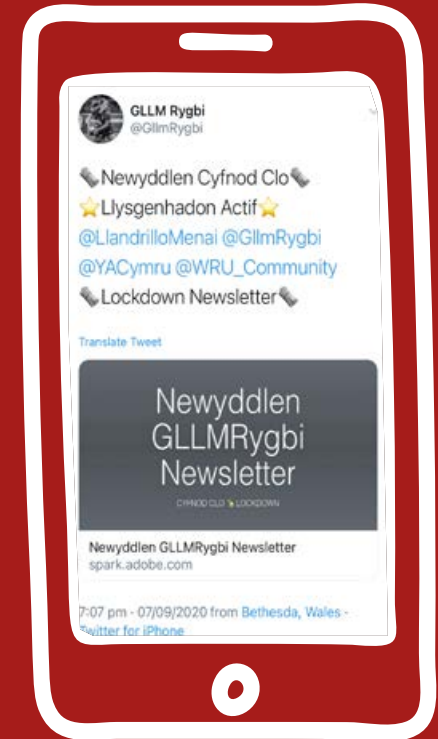 GLLM Rygbi
@GllmRygbi
🗞Newyddlen Cyfnod Clo🗞
⭐Llysgenhadon Actif⭐
@LlandrilloMenai @GllmRygbi
@YACymru @WRU_Community
🗞Lockdown Newsletter🗞
Translate Tweet
Newyddlen
GLLMRygbi
Newsletter
CYFNOD CLO 🗞 LOCKDOWN
Newyddlen GLLMRygbi Newsletter
spark.adobe.com
7:07 pm · 07/09/2020 from Bethesda, Wales ·
Twitter for iPhone